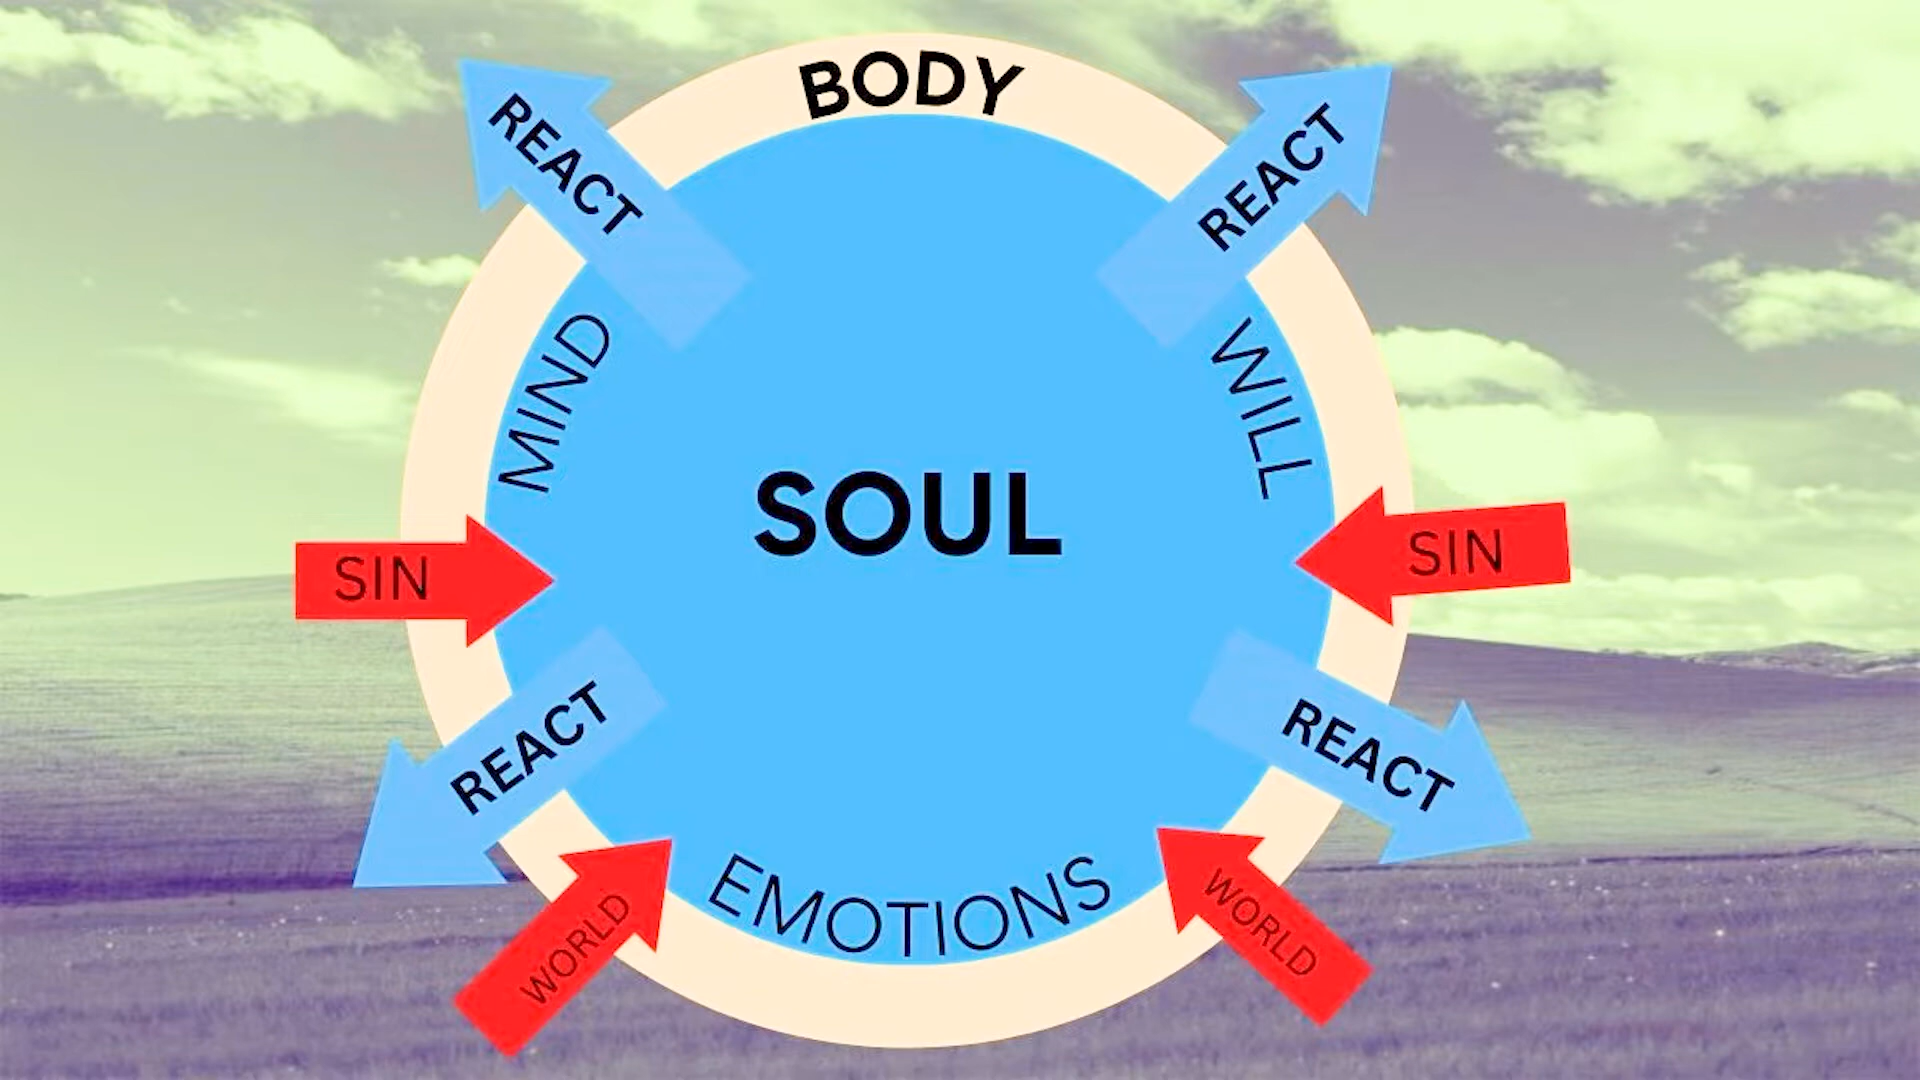 BODY
REACT
REACT
MIND
WILL
SOUL
SIN
SIN
REACT
REACT
EMOTIONS
WORLD
WORLD